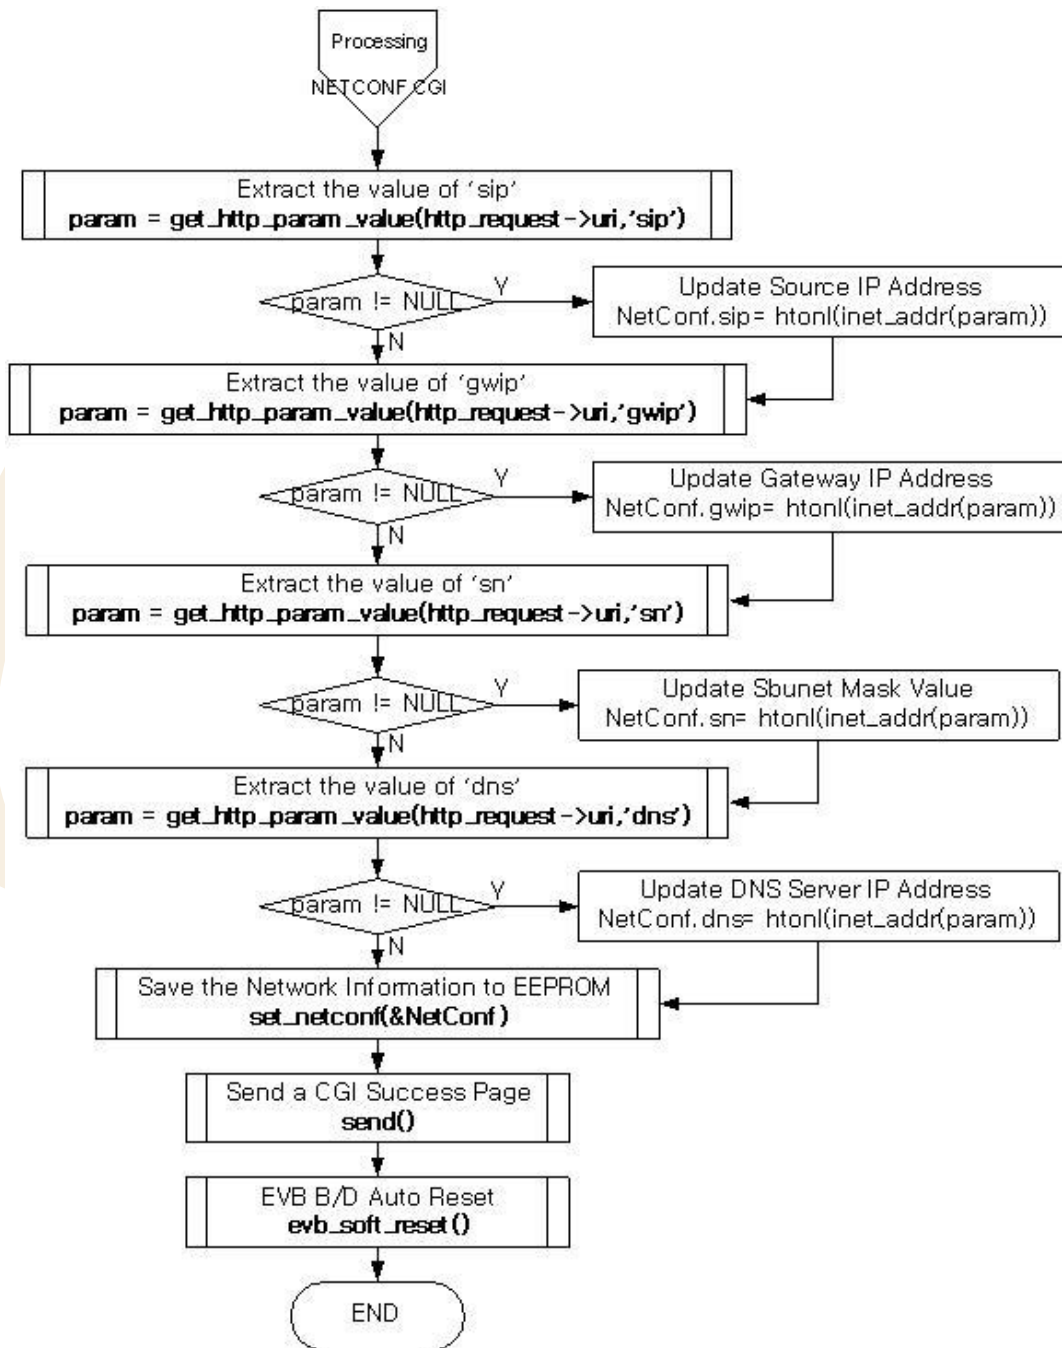 Processing
NETCONF.CGI
Extract the value of 'sip'
param = get_http_param_value(http_request->uri,'sip')
param != NULL
Y
N
Update Source IP Address
NetConf.sip= htonl(inet_addr(param))
Extract the value of 'gwip'
param = get_http_param_value(http_request->uri,'gwip')
param != NULL
Y
N
Update Gateway IP Address
NetConf.gwip= htonl(inet_addr(param))
Extract the value of 'sn'
param = get_http_param_value(http_request->uri,'sn')
param != NULL
Y
N
Update Sbunet Mask Value
NetConf.sn= htonl(inet_addr(param))
Extract the value of 'dns'
param = get_http_param_value(http_request->uri,'dns')
param != NULL
Y
N
Update DNS Server IP Address
NetConf.dns= htonl(inet_addr(param))
Save the Network Information to EEPROM
set_netconf(&NetConf)
Send a CGI Success Page
send()
EVB B/D Auto Reset
evb_soft_reset()
END